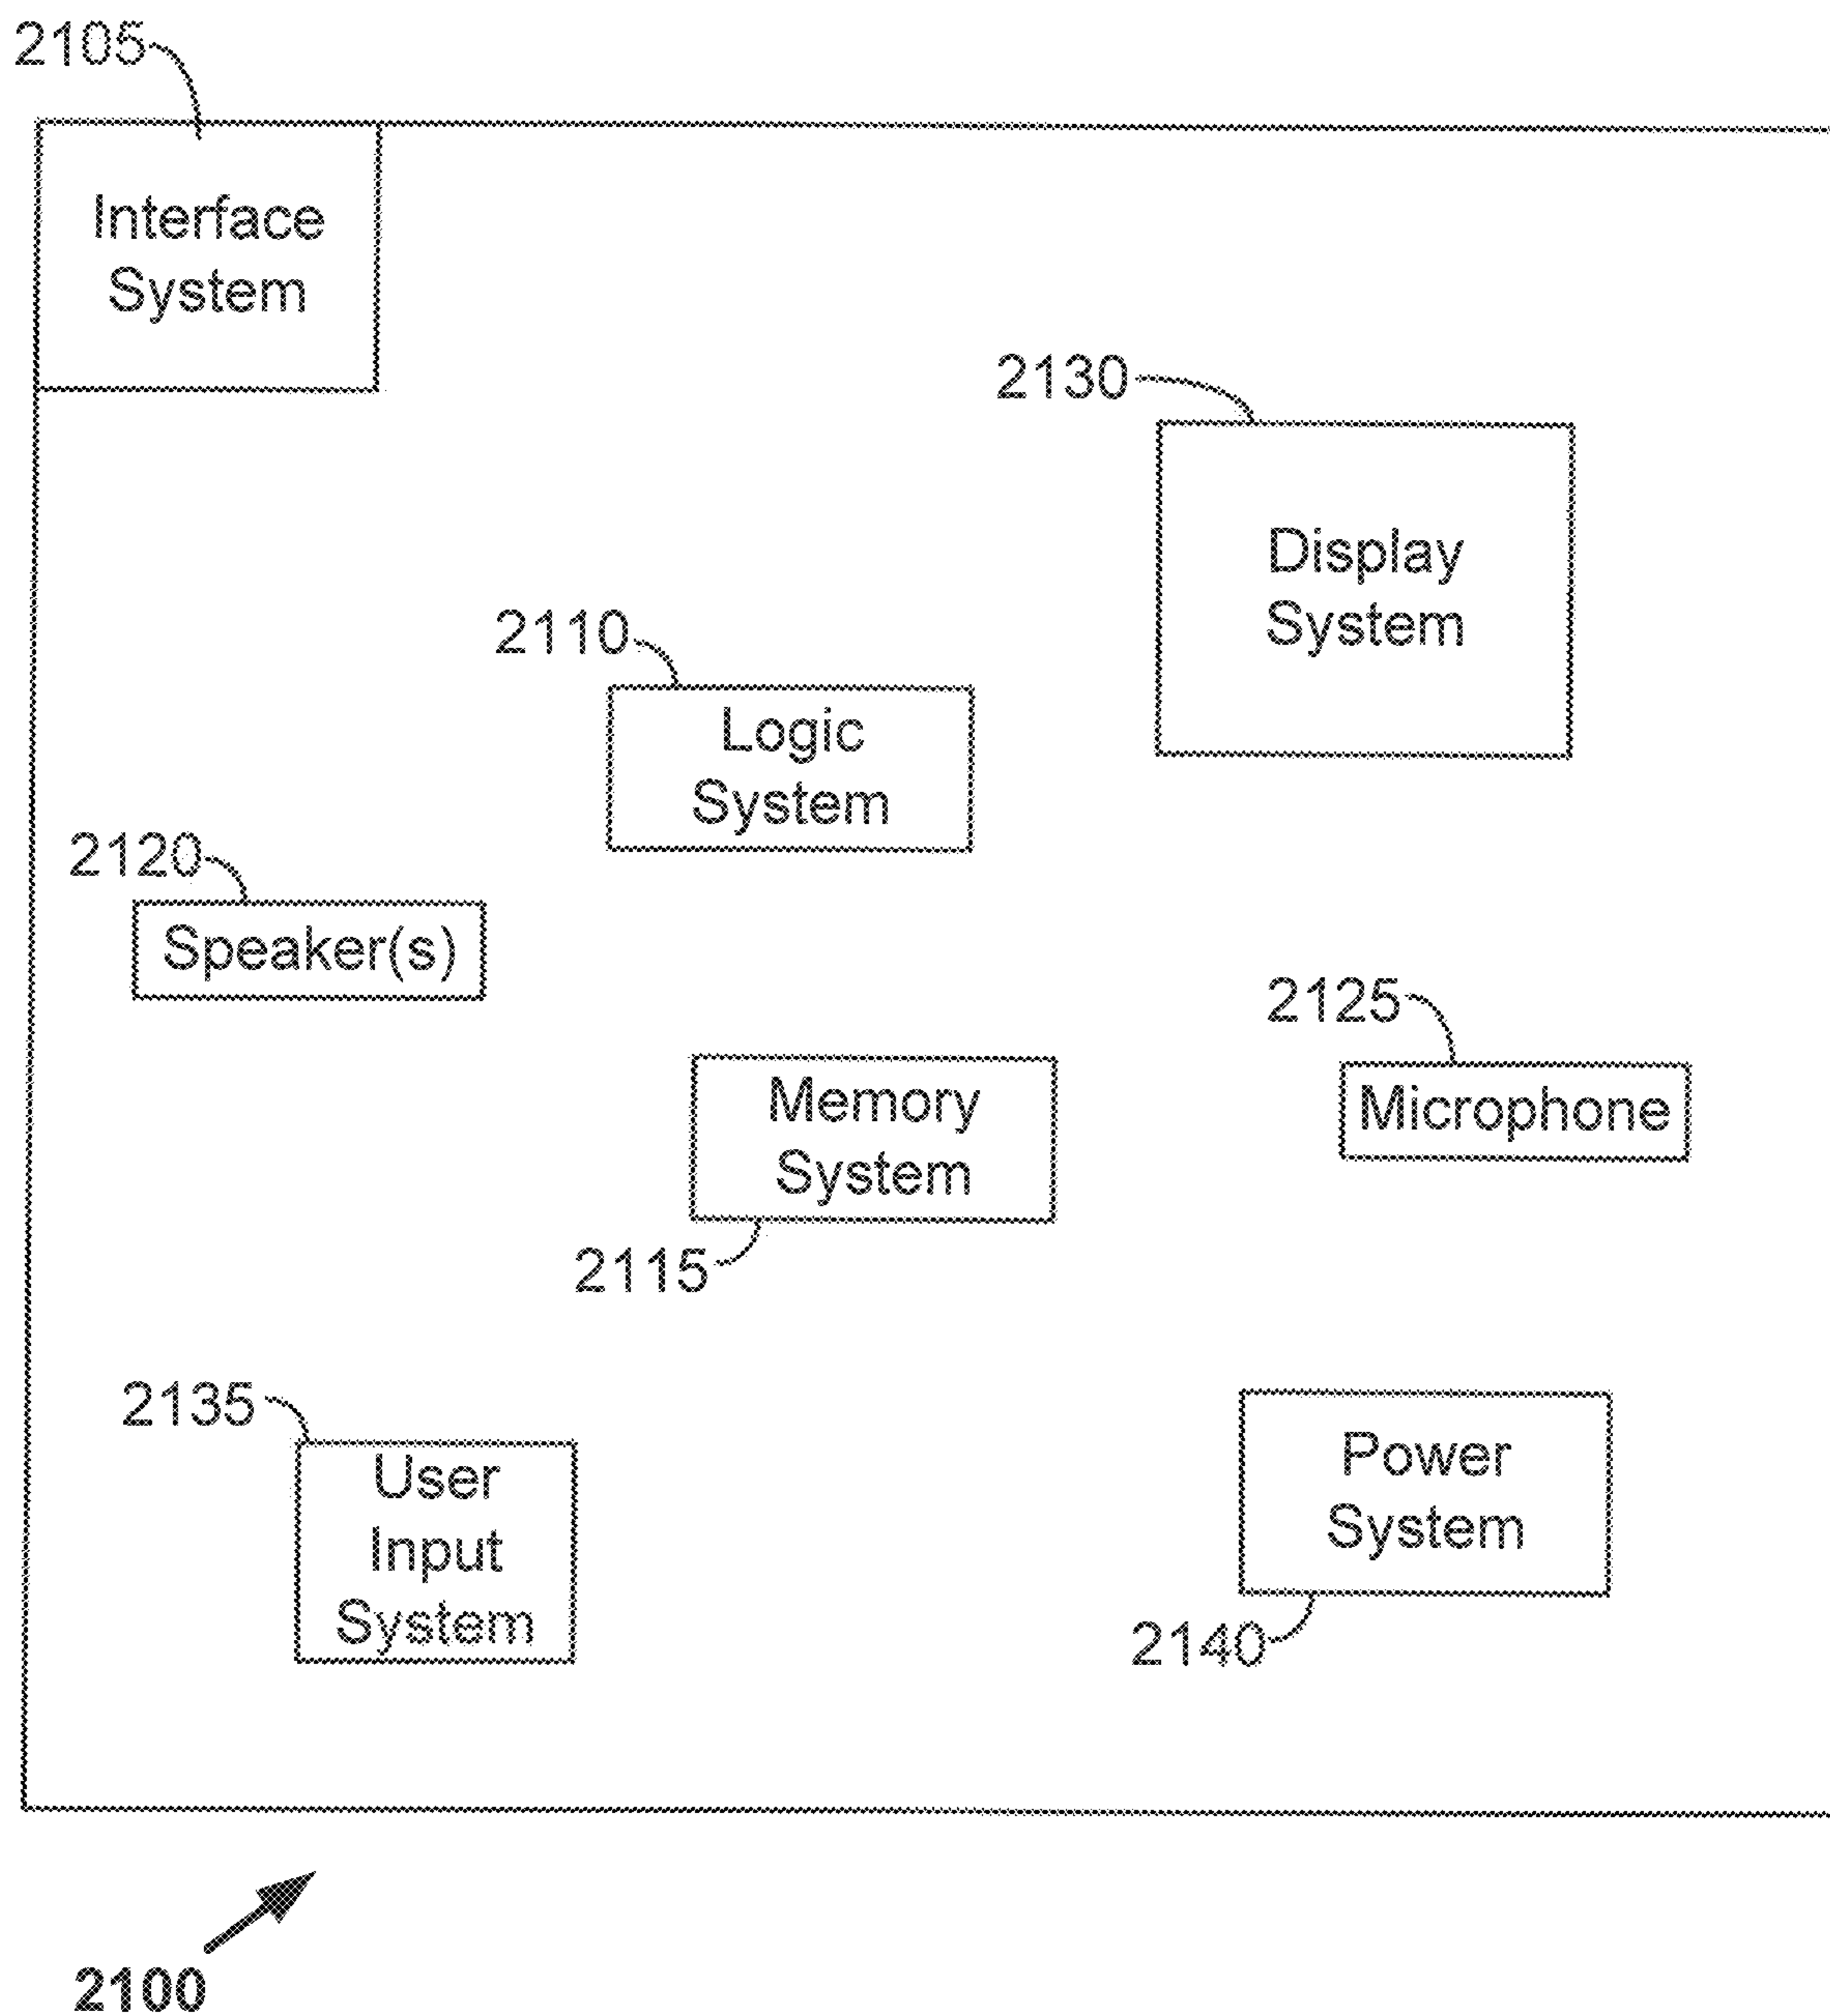 2105
Interface
System
2130
Display
System
2110
Logic
System
2120
Speaker(s)
2125
Microphone
Memory
System
2115
2135
User
Input
System
Power
System
2140
2100